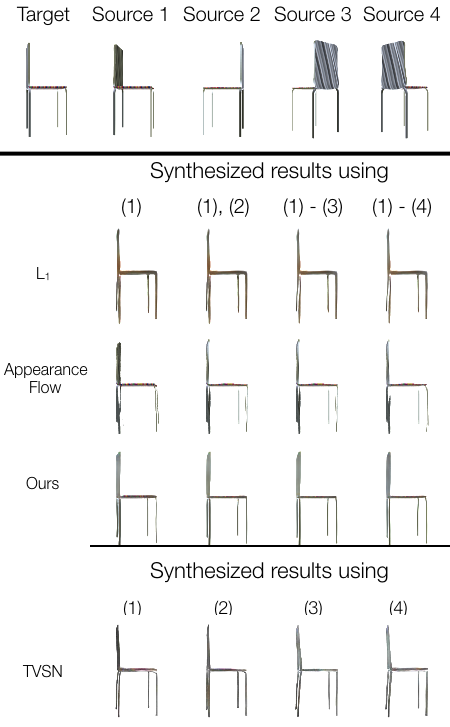 Target Source 1 Source 2 Source 3 Source 4
Synthesized results using
(1) (1), (2) (1) - (3) (1) - (4)
L₁
Appearance
Flow
Ours
Synthesized results using
(1) (2) (3) (4)
TVSN